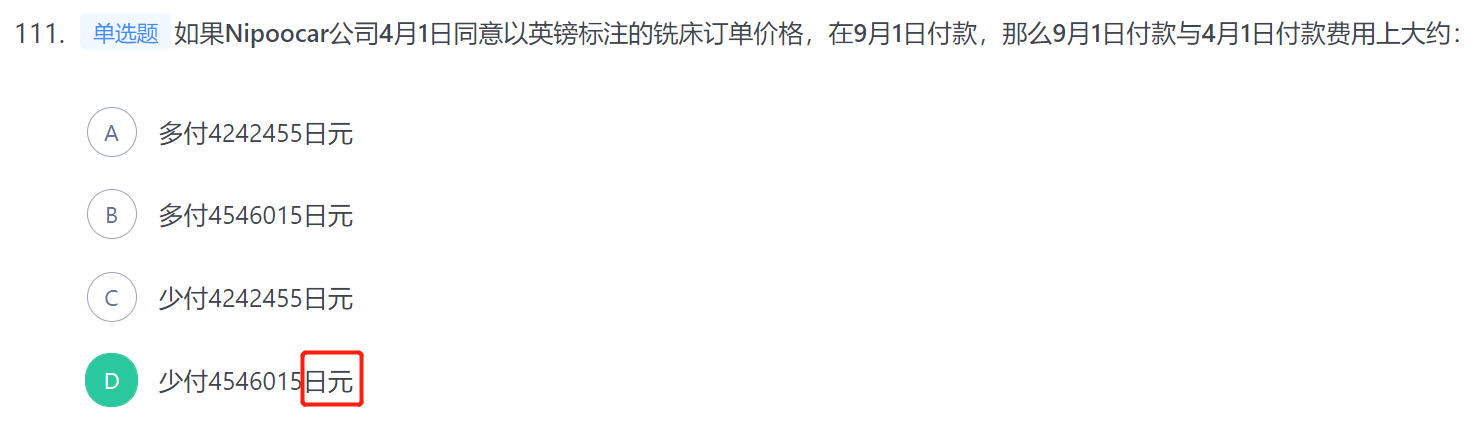 111. 单选题 如果Nipoocar公司4月1日同意以英镑标注的铣床订单价格，在9月1日付款，那么9月1日付款与4月1日付款费用上大约：
A 多付4242455日元
B 多付4546015日元
C 少付4242455日元
D 少付4546015日元